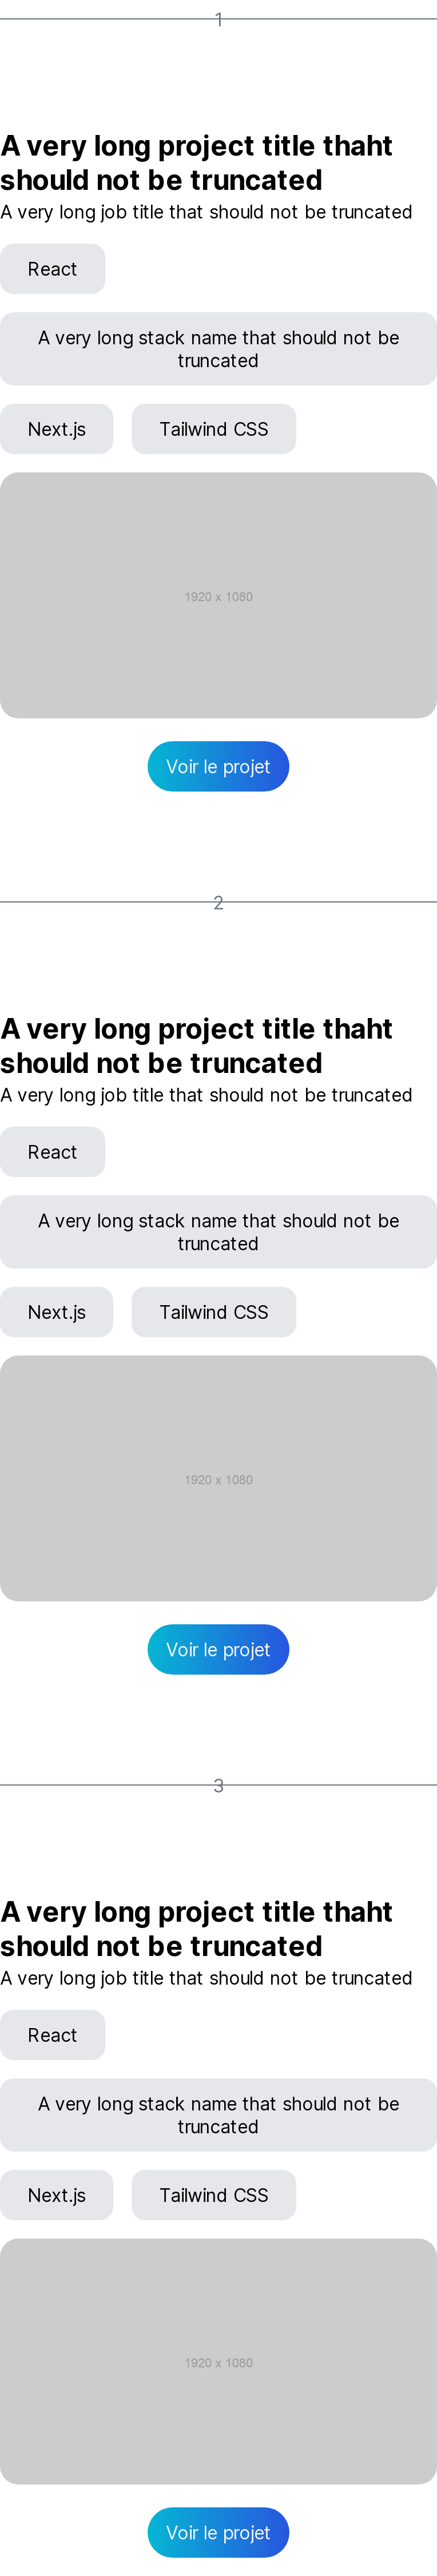 1
A very long project title thaht
should not be truncated
A very long job title that should not be truncated
React
A very long stack name that should not be
truncated
Next.js Tailwind CSS
1920 x 1080
Voir le projet
2
A very long project title thaht
should not be truncated
A very long job title that should not be truncated
React
A very long stack name that should not be
truncated
Next.js Tailwind CSS
1920 x 1080
Voir le projet
3
A very long project title thaht
should not be truncated
A very long job title that should not be truncated
React
A very long stack name that should not be
truncated
Next.js Tailwind CSS
1920 x 1080
Voir le projet